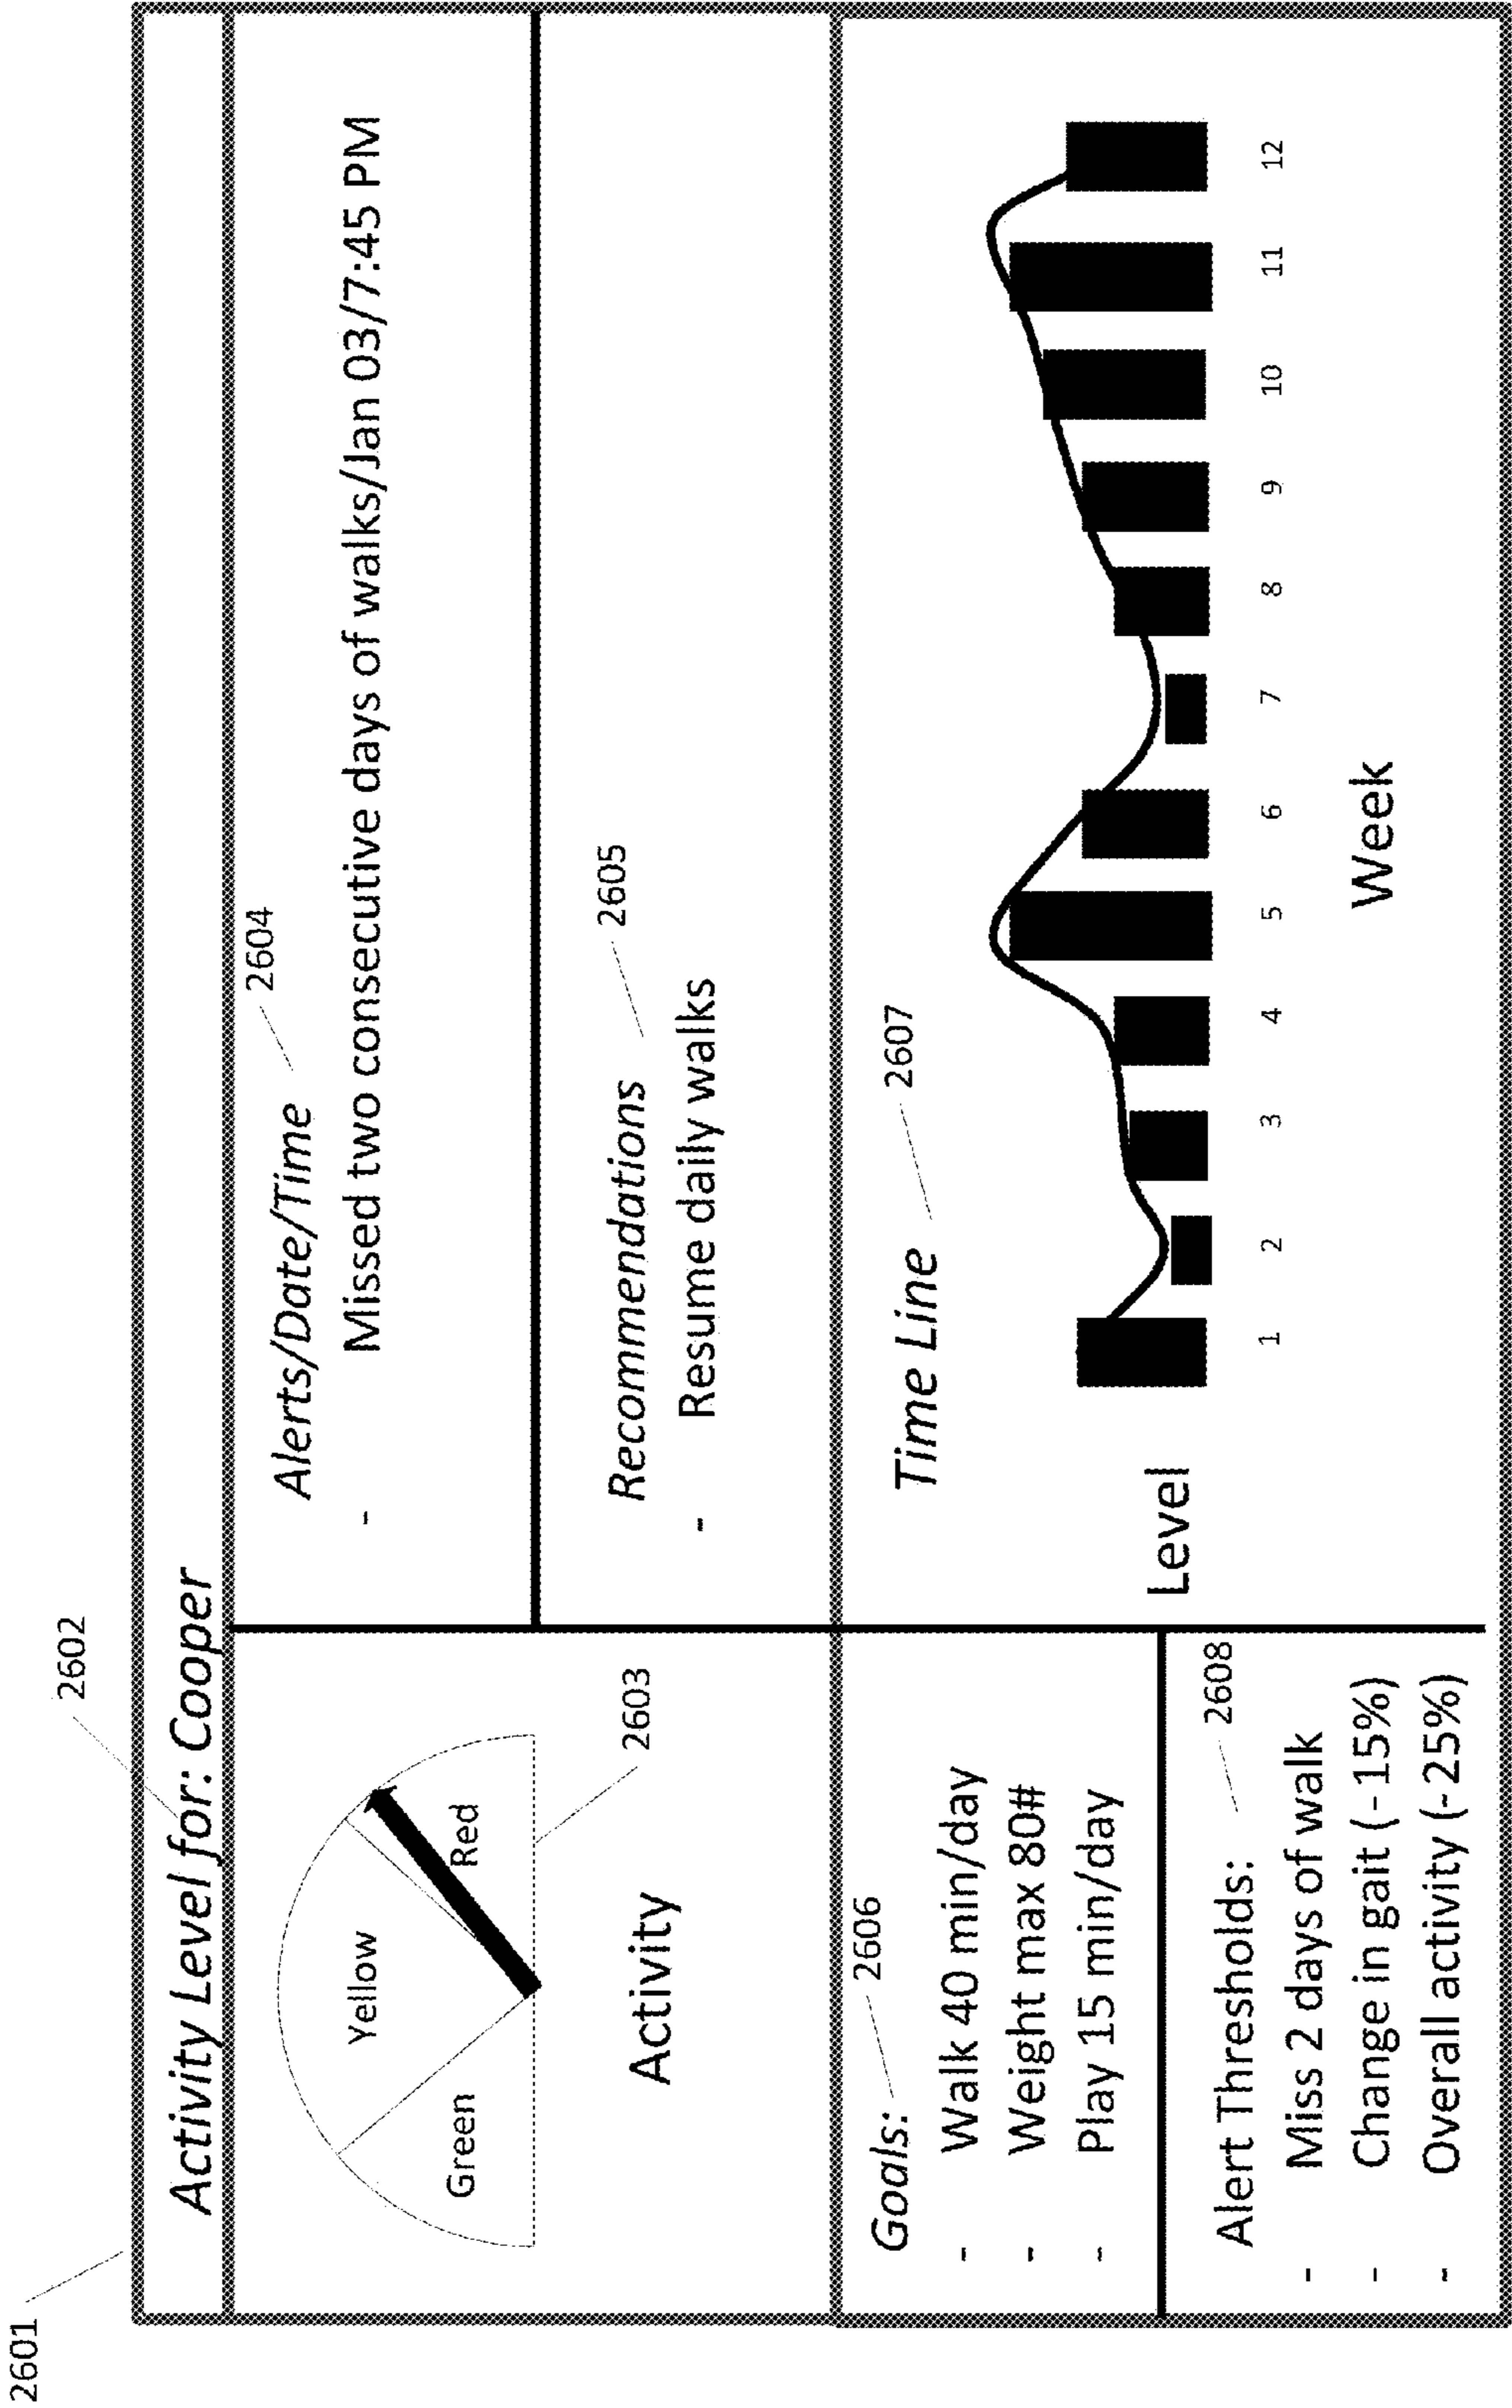 2601
2602
Activity Level for: Cooper
Green
Yellow
Red
2603
Activity
Alerts/Date/Time
2604
- Missed two consecutive days of walks/Jan 03/7:45 PM
Recommendations
2605
- Resume daily walks
Goals:
2606
- Walk 40 min/day
- Weight max 80#
- Play 15 min/day
Alert Thresholds:
2608
- Miss 2 days of walk
- Change in gait (-15%)
- Overall activity (-25%)
Time Line
2607
Level
1 2 3 4 5 6 7 8 9 10 11 12
Week